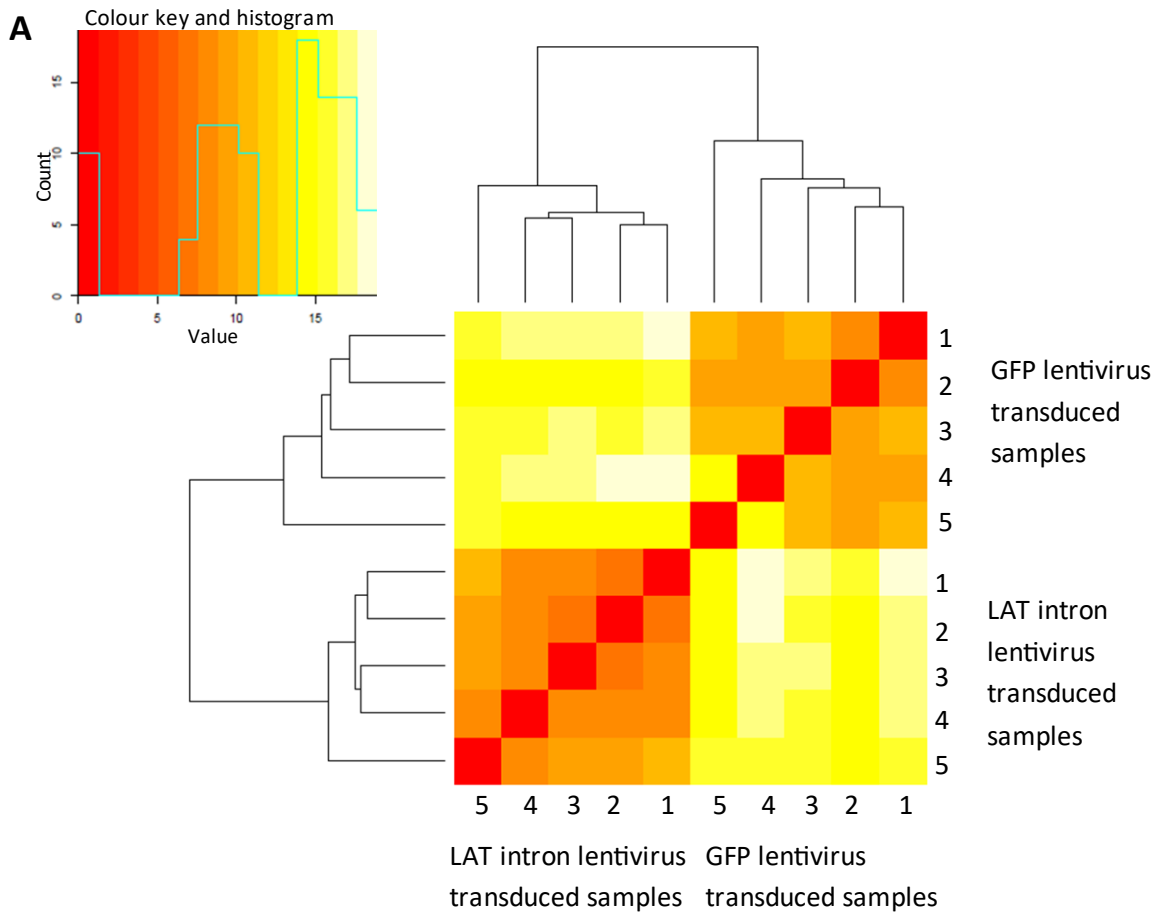 A
Colour key and histogram
Count
0
5
10
15
0
5
10
15
Value
1
2
3
4
5
GFP lentivirus
transduced
samples
1
2
3
4
5
LAT intron
lentivirus
transduced
samples
5 4 3 2 1 5 4 3 2 1
LAT intron lentivirus
transduced samples
GFP lentivirus
transduced samples